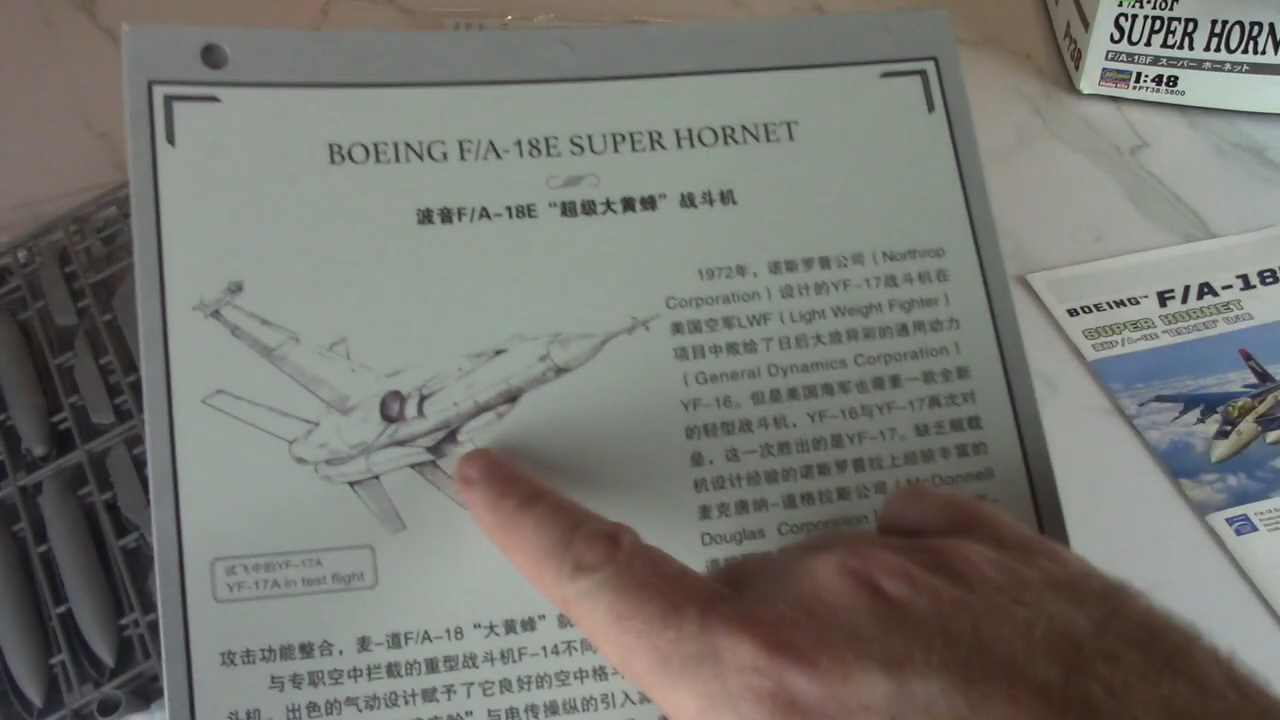 F/A-18F
SUPER HORN
F/A-18F スーパー ホーネット
PT38
1:48
#PT38:5800
BOEING F/A-18E SUPER HORNET
波音F/A-18E“超级大黄蜂”战斗机
1972年，诺斯罗普公司（Northrop
Corporation）设计的YF-17战斗机在
美国空军LWF（Light Weight Fighter）
项目中败给了日后大放异彩的通用动力
（General Dynamics Corporation）
YF-16。但是美国海军也需要一款全新
的轻型战斗机，YF-16与YF-17再次对
垒，这一次胜出的是YF-17。缺乏舰载
机设计经验的诺斯罗普拉上经验丰富的
麦克唐纳-道格拉斯公司（McDonnell
Douglas Corporation）
试飞中的YF-17A
YF-17A in test flight
攻击功能整合，麦-道F/A-18“大黄蜂”
与专职空中拦截的重型战斗机F-14不同
斗机。出色的气动设计赋予了它良好的空中格斗
”与电传操纵的引入
BOEING™ F/A-18
SUPER HORNET